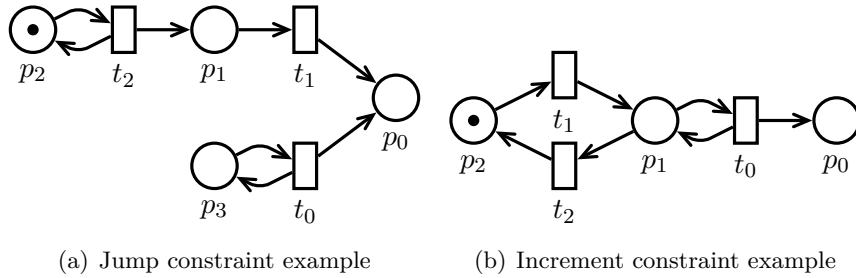 p₂ t₂ p₁ t₁
p₀
p₃ t₀
(a) Jump constraint example
t₁
p₂ p₁ t₀ p₀
t₂
(b) Increment constraint example